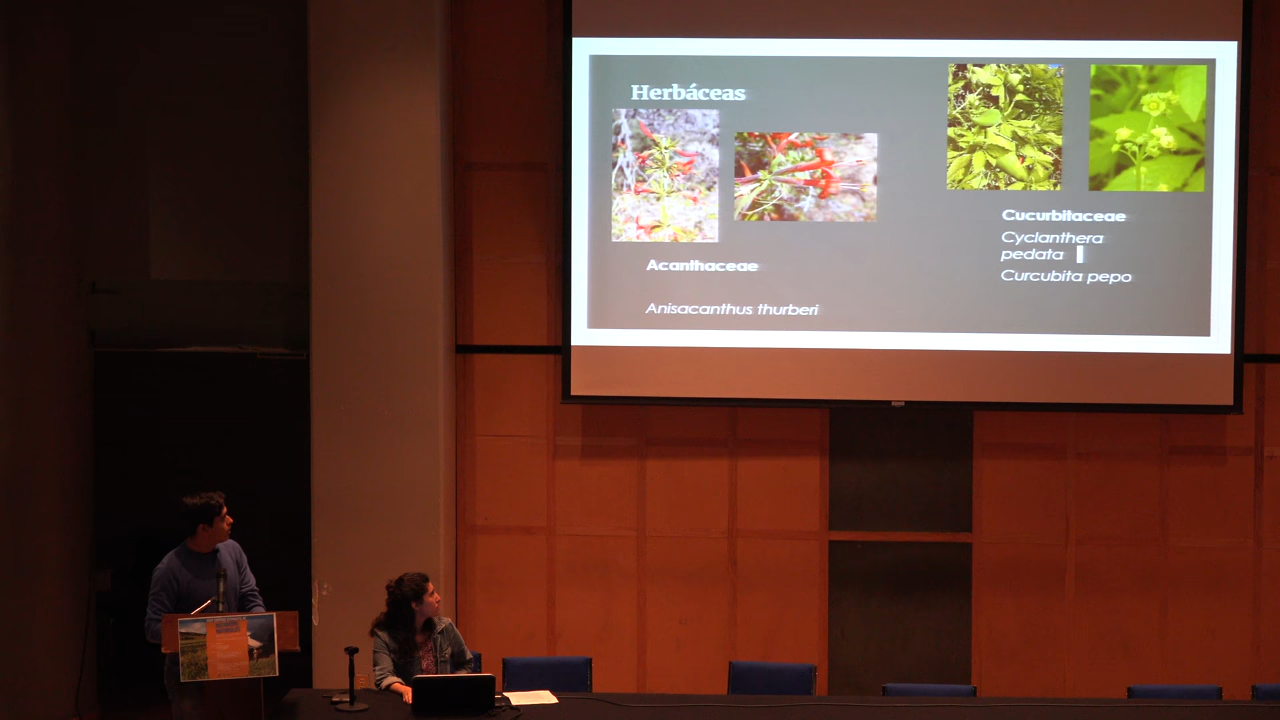 Herbáceas
Acanthaceae
Anisacanthus thurberi
Cucurbitaceae
Cyclanthera
pedata
Curcubita pepo